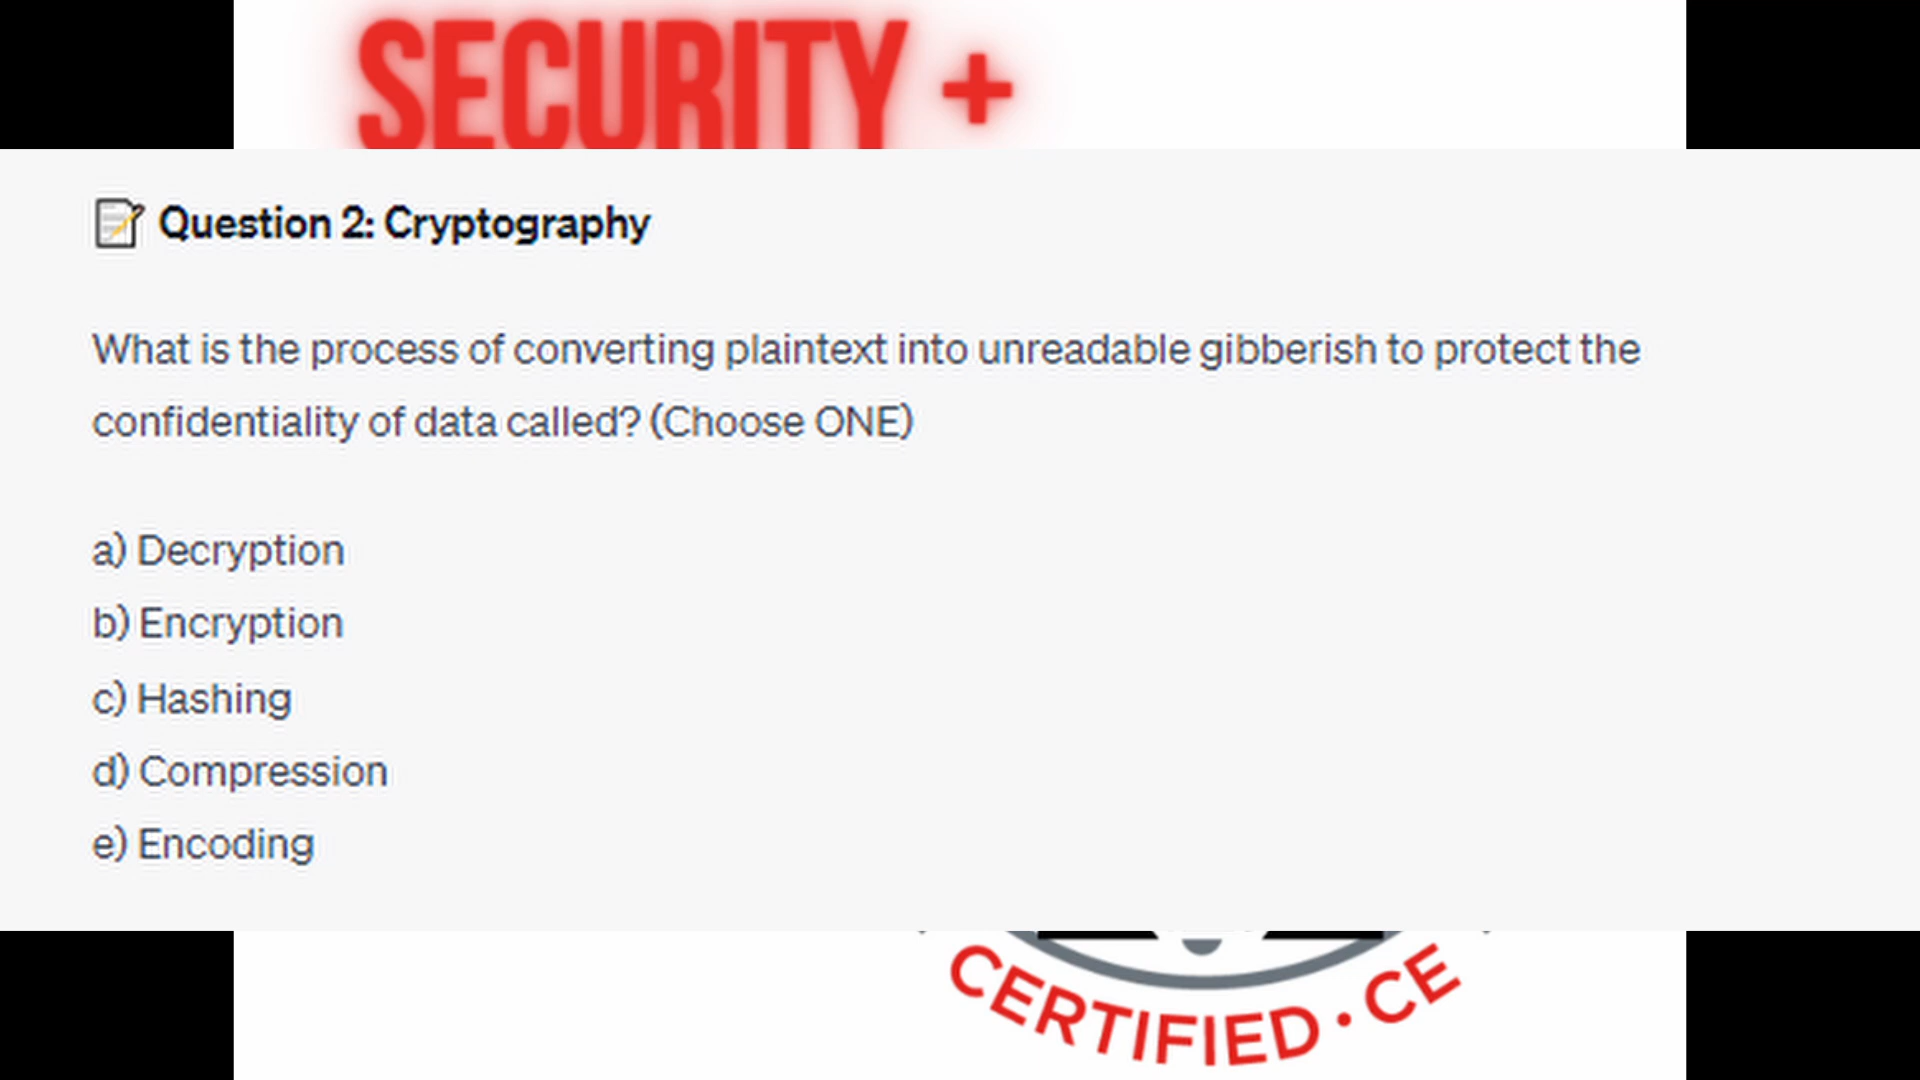 SECURITY +
📝 Question 2: Cryptography
What is the process of converting plaintext into unreadable gibberish to protect the
confidentiality of data called? (Choose ONE)
a) Decryption
b) Encryption
c) Hashing
d) Compression
e) Encoding
CERTIFIED • CE